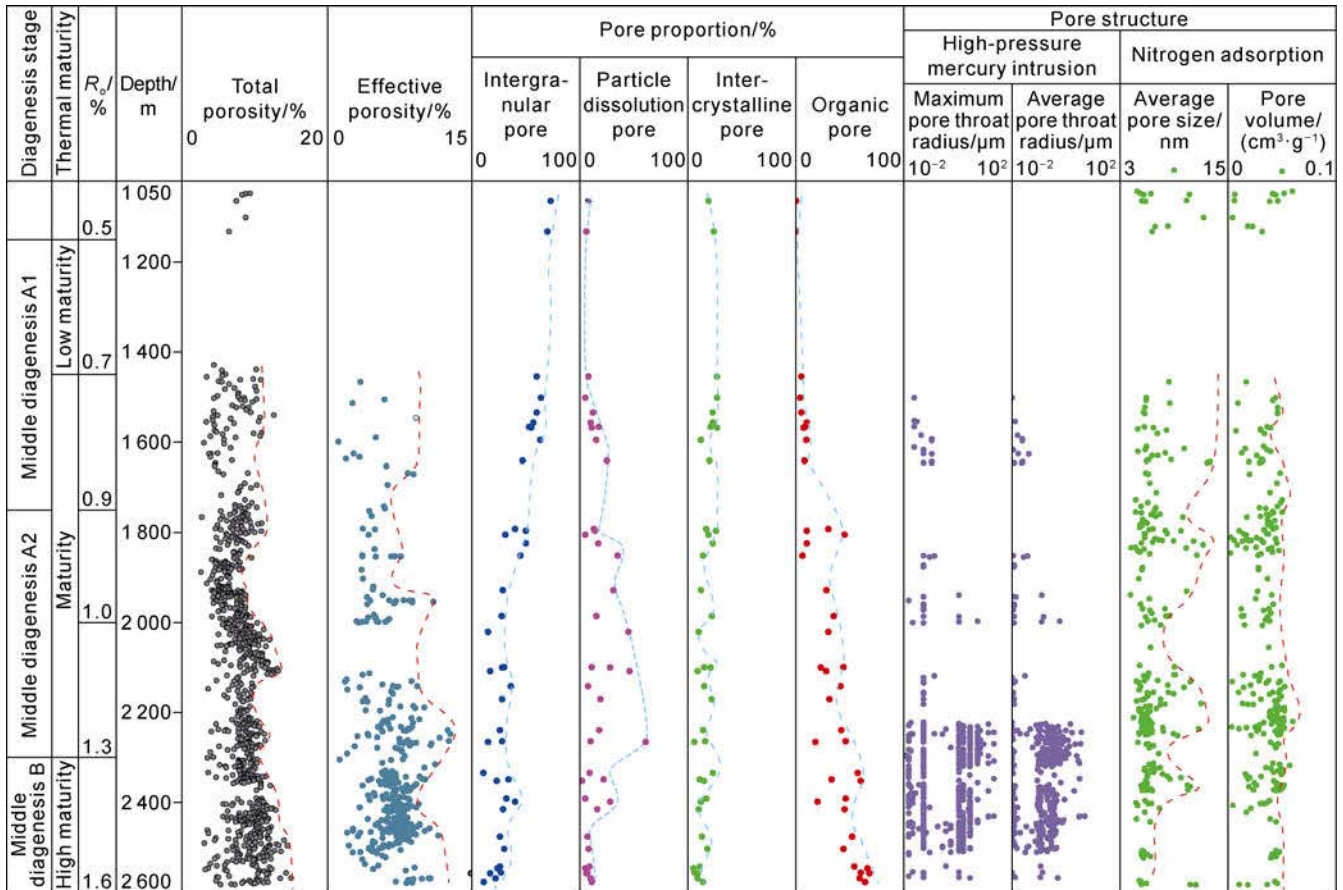 Diagenesis stage
Thermal maturity
Ro/
%
Depth/
m
Total
porosity/%
0 20
Effective
porosity/%
0 15
Pore proportion/%
Intergra-
nular
pore
0 100
Particle
dissolution
pore
0 100
Inter-
crystalline
pore
0 100
Organic
pore
0 100
Pore structure
High-pressure
mercury intrusion
Maximum
pore throat
radius/μm
10⁻² 10²
Average
pore throat
radius/μm
10⁻² 10²
Nitrogen adsorption
Average
pore size/
nm
3 15
Pore
volume/
(cm³·g⁻¹)
0 0.1
Middle diagenesis A1
Middle diagenesis A2
Middle
diagenesis B
Low maturity
Maturity
High maturity
0.5
0.7
0.9
1.0
1.3
1.6
1 050
1 200
1 400
1 600
1 800
2 000
2 200
2 400
2 600